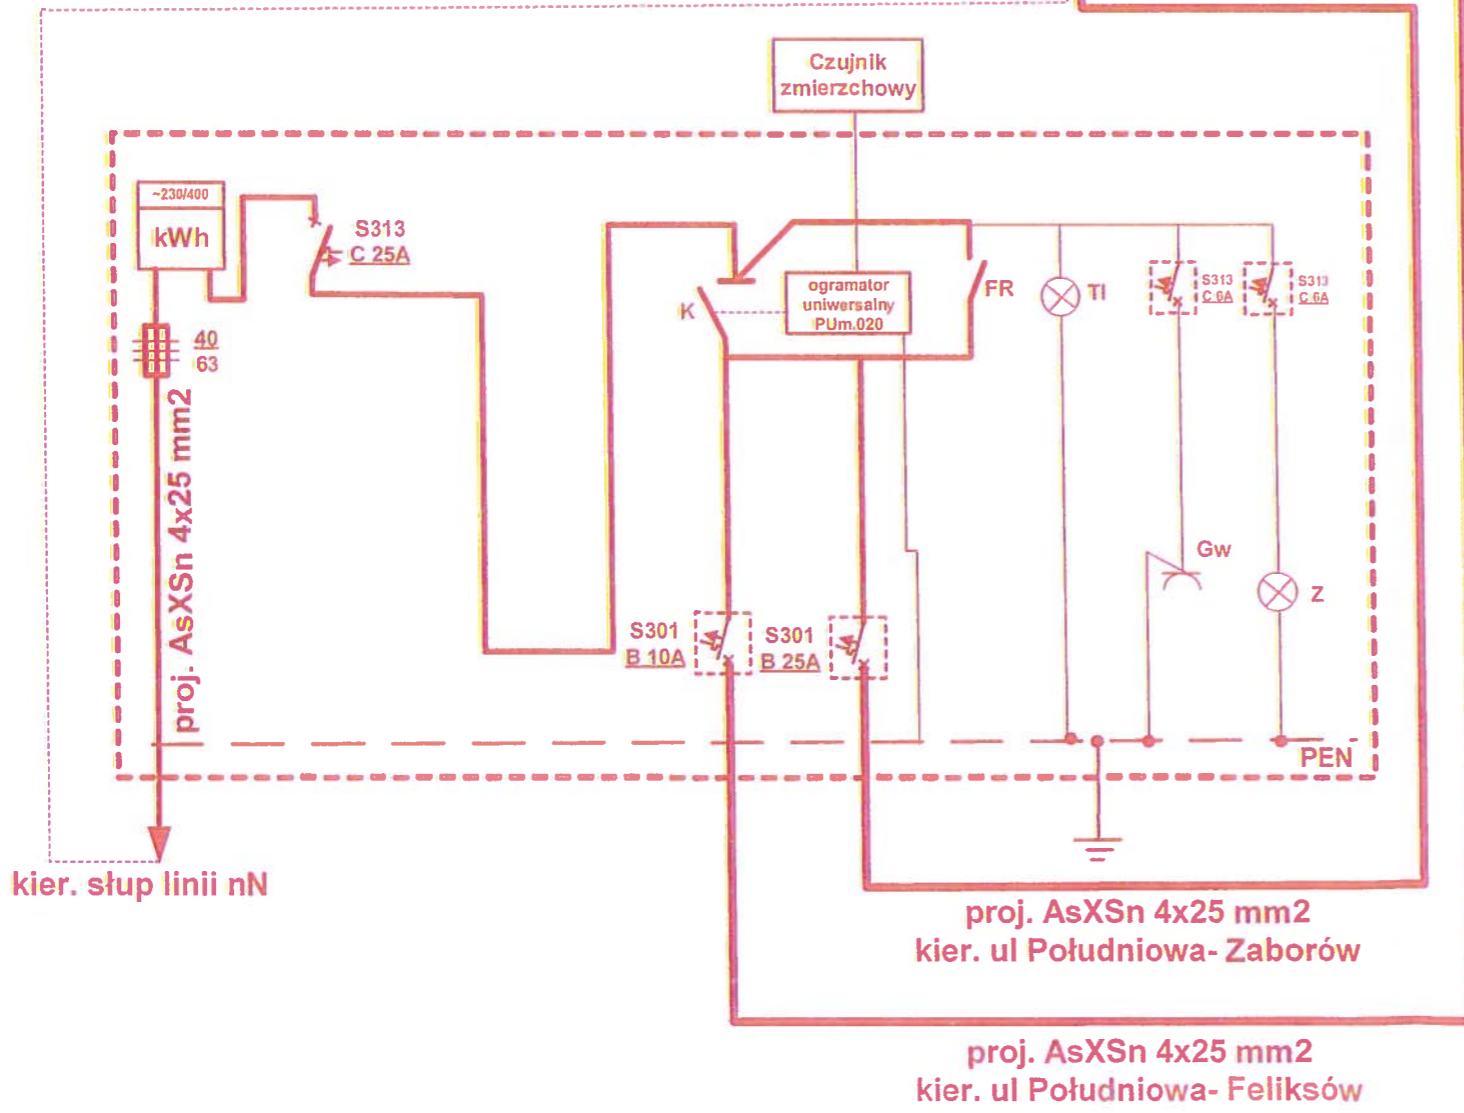 Czujnik
zmierzchowy
~230/400
kWh
S313
C 25A
40
63
proj. AsXSn 4x25 mm2
K
ogramator
uniwersalny
PUm.020
FR
TI
S313
C 6A
S313
C 6A
Gw
Z
S301
B 10A
S301
B 25A
PEN
kier. słup linii nN
proj. AsXSn 4x25 mm2
kier. ul Południowa- Zaborów
proj. AsXSn 4x25 mm2
kier. ul Południowa- Feliksów